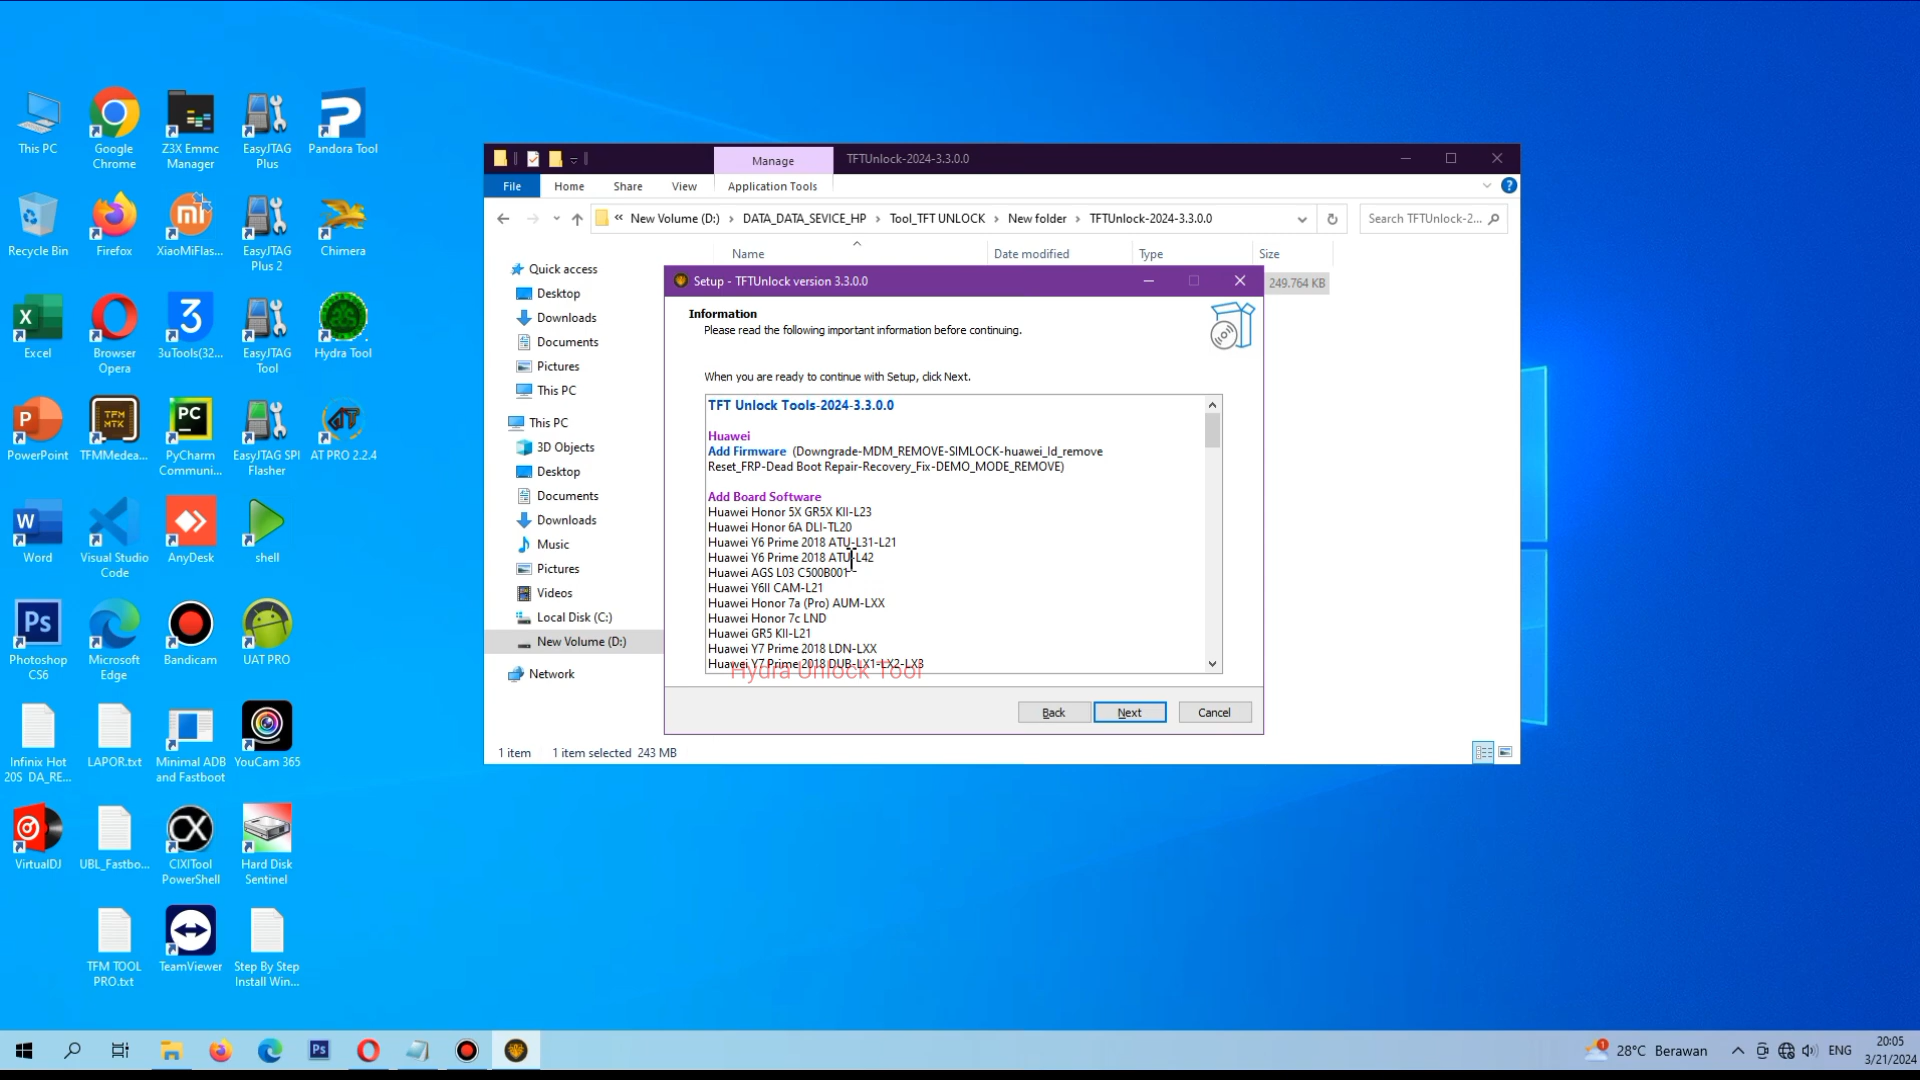 This PC
Google
Chrome
Z3X Emmc
Manager
EasyJTAG
Plus
Pandora Tool
Recycle Bin
Firefox
XiaoMiFlas...
EasyJTAG
Plus 2
Chimera
Excel
Browser
Opera
3uTools(32...
EasyJTAG
Tool
Hydra Tool
PowerPoint
TFMMedea...
PyCharm
Communi...
EasyJTAG SPI
Flasher
AT PRO 2.2.4
Word
Visual Studio
Code
AnyDesk
shell
Photoshop
CS6
Microsoft
Edge
Bandicam
UAT PRO
Infinix Hot
20S DA_RE...
LAPOR.txt
Minimal ADB
and Fastboot
YouCam 365
VirtualDJ
UBL_Fastbo...
CIXITool
PowerShell
Hard Disk
Sentinel
TFM TOOL
PRO.txt
TeamViewer
Step By Step
Install Win...
Manage
TFTUnlock-2024-3.3.0.0
File
Home
Share
View
Application Tools
« New Volume (D:) › DATA_DATA_SEVICE_HP › Tool_TFT UNLOCK › New folder › TFTUnlock-2024-3.3.0.0
Search TFTUnlock-2...
Name
Date modified
Type
Size
249.764 KB
Quick access
Desktop
Downloads
Documents
Pictures
This PC
This PC
3D Objects
Desktop
Documents
Downloads
Music
Pictures
Videos
Local Disk (C:)
New Volume (D:)
Network
1 item 1 item selected 243 MB
Setup - TFTUnlock version 3.3.0.0
Information
Please read the following important information before continuing.
When you are ready to continue with Setup, click Next.
TFT Unlock Tools-2024-3.3.0.0
Huawei
Add Firmware (Downgrade-MDM_REMOVE-SIMLOCK-huawei_Id_remove
Reset_FRP-Dead Boot Repair-Recovery_Fix-DEMO_MODE_REMOVE)
Add Board Software
Huawei Honor 5X GR5X KII-L23
Huawei Honor 6A DLI-TL20
Huawei Y6 Prime 2018 ATU-L31-L21
Huawei Y6 Prime 2018 ATU-L42
Huawei AGS L03 C500B001
Huawei Y6II CAM-L21
Huawei Honor 7a (Pro) AUM-LXX
Huawei Honor 7c LND
Huawei GR5 KII-L21
Huawei Y7 Prime 2018 LDN-LXX
Huawei Y7 Prime 2018 DUB-LX1-LX2-LX3
Hydra Unlock Tool
Back
Next
Cancel
28°C Berawan
ENG
20:05
3/21/2024